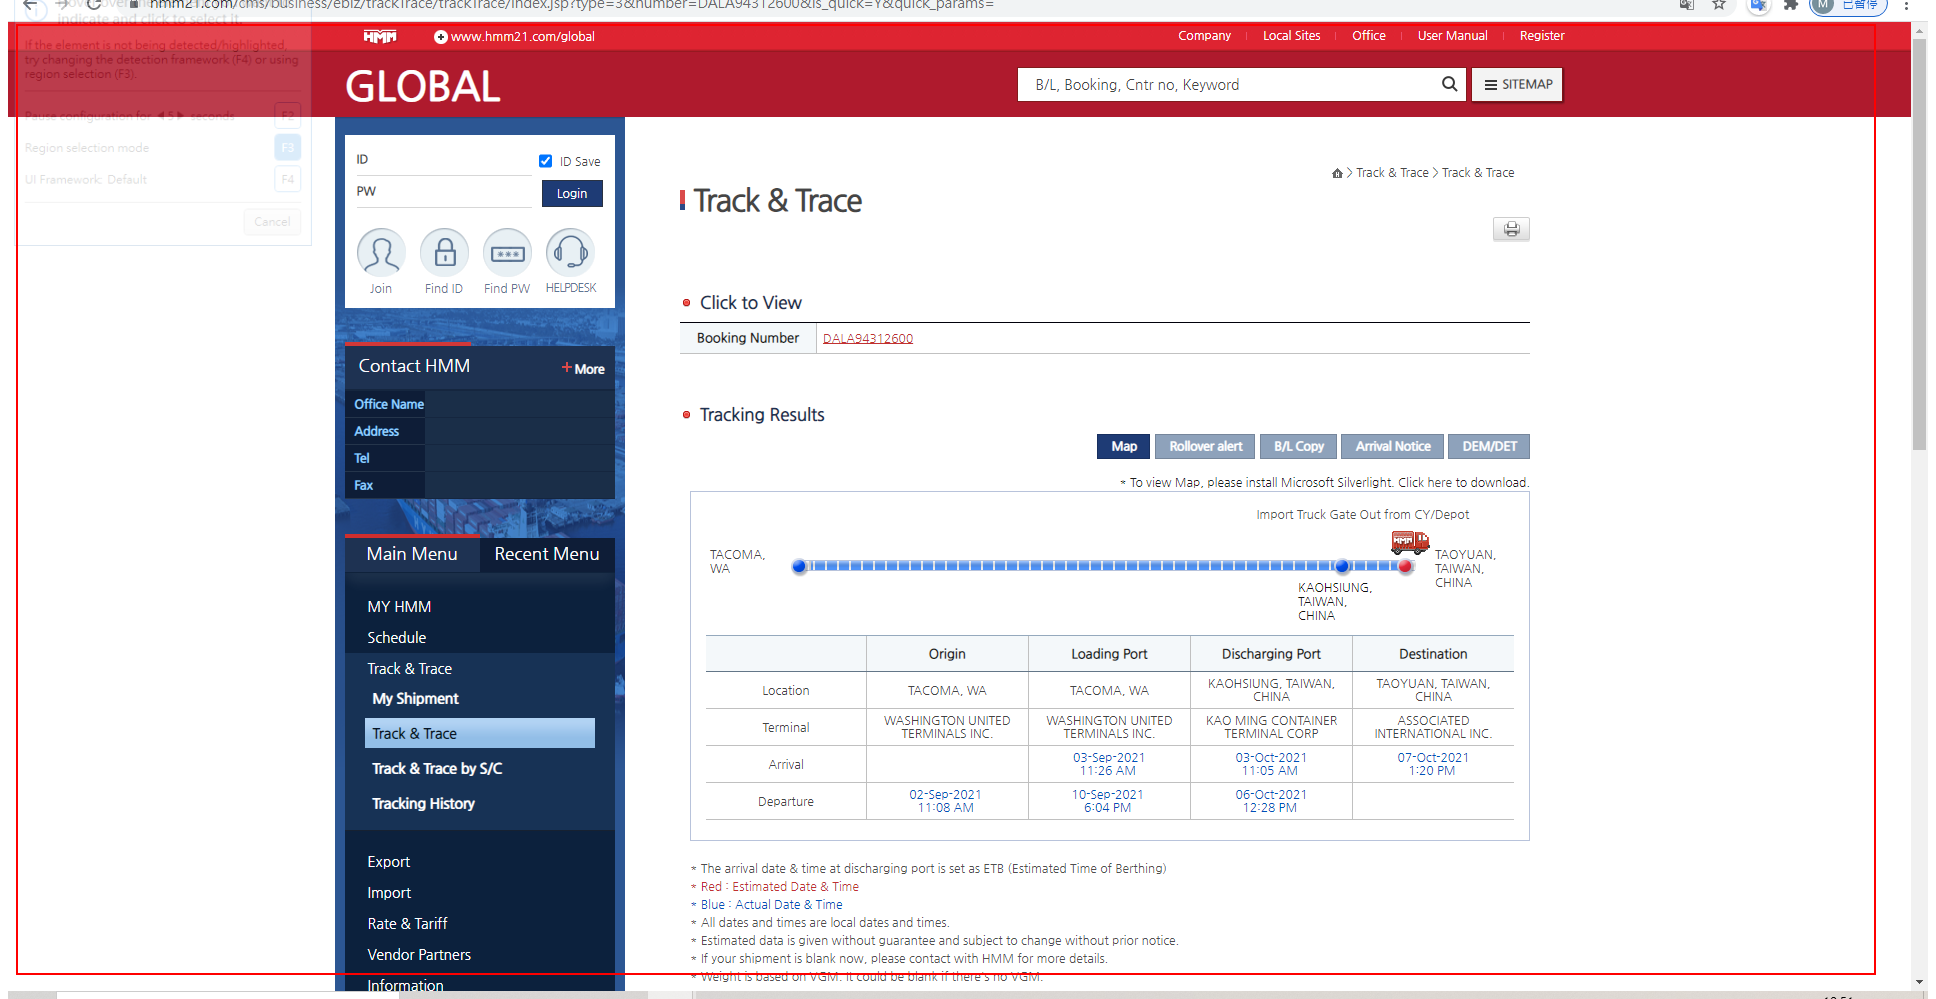 hmm21.com/cms/business/ebiz/trackTrace/trackTrace/index.jsp?type=3&number=DALA94312600&is_quick=Y&quick_params=
M 已暂停
indicate and click to select it.
If the element is not being detected/highlighted,
try changing the detection framework (F4) or using
region selection (F3).
Pause configuration for 5 seconds F2
Region selection mode F3
UI Framework: Default F4
Cancel
HMM www.hmm21.com/global
Company Local Sites Office User Manual Register
GLOBAL
B/L, Booking, Cntr no, Keyword
SITEMAP
ID
ID Save
PW
Login
Join Find ID Find PW HELPDESK
Contact HMM + More
Office Name
Address
Tel
Fax
Main Menu Recent Menu
MY HMM
Schedule
Track & Trace
My Shipment
Track & Trace
Track & Trace by S/C
Tracking History
Export
Import
Rate & Tariff
Vendor Partners
Information
> Track & Trace > Track & Trace
Track & Trace
Click to View
Booking Number DALA94312600
Tracking Results
Map Rollover alert B/L Copy Arrival Notice DEM/DET
* To view Map, please install Microsoft Silverlight. Click here to download.
Import Truck Gate Out from CY/Depot
HMM
TACOMA,
WA
TAOYUAN,
TAIWAN,
CHINA
KAOHSIUNG,
TAIWAN,
CHINA
Origin Loading Port Discharging Port Destination
Location TACOMA, WA TACOMA, WA KAOHSIUNG, TAIWAN, CHINA TAOYUAN, TAIWAN, CHINA
Terminal WASHINGTON UNITED TERMINALS INC. WASHINGTON UNITED TERMINALS INC. KAO MING CONTAINER TERMINAL CORP ASSOCIATED INTERNATIONAL INC.
Arrival 03-Sep-2021 11:26 AM 03-Oct-2021 11:05 AM 07-Oct-2021 1:20 PM
Departure 02-Sep-2021 11:08 AM 10-Sep-2021 6:04 PM 06-Oct-2021 12:28 PM
* The arrival date & time at discharging port is set as ETB (Estimated Time of Berthing)
* Red : Estimated Date & Time
* Blue : Actual Date & Time
* All dates and times are local dates and times.
* Estimated data is given without guarantee and subject to change without prior notice.
* If your shipment is blank now, please contact with HMM for more details.
* Weight is based on VGM. It could be blank if there's no VGM.